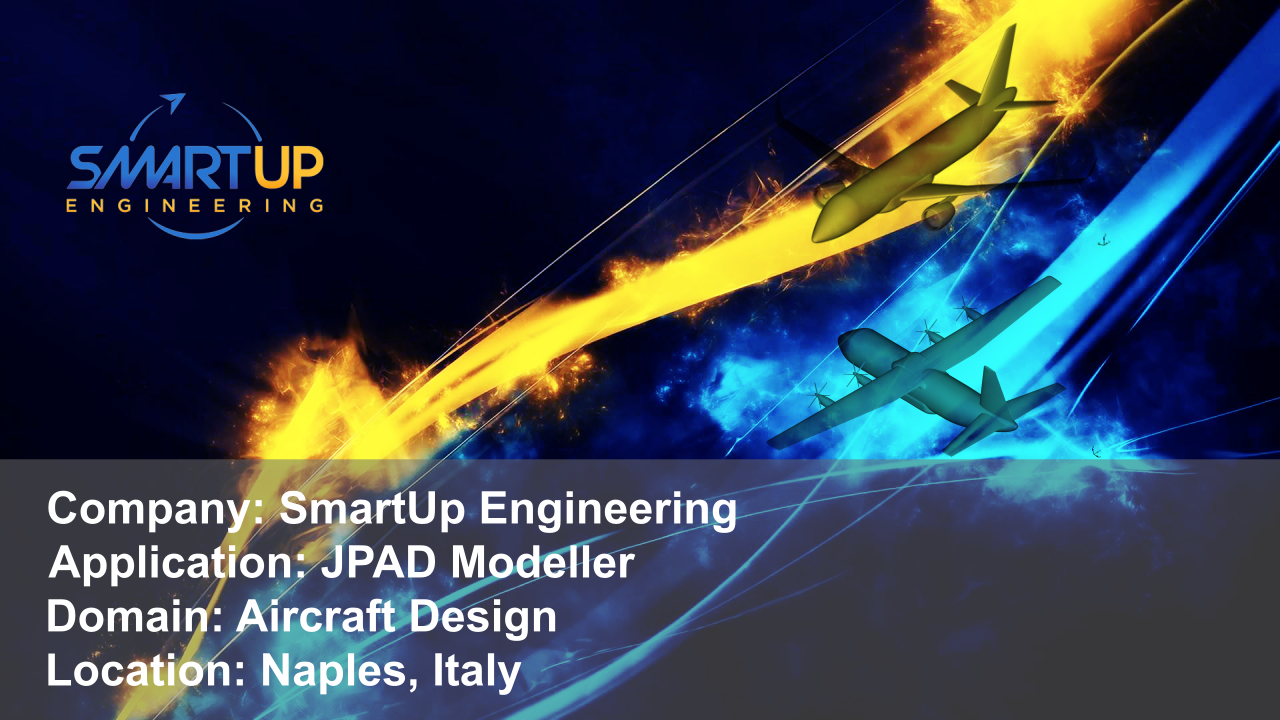 SMARTUP
ENGINEERING
Company: SmartUp Engineering
Application: JPAD Modeller
Domain: Aircraft Design
Location: Naples, Italy